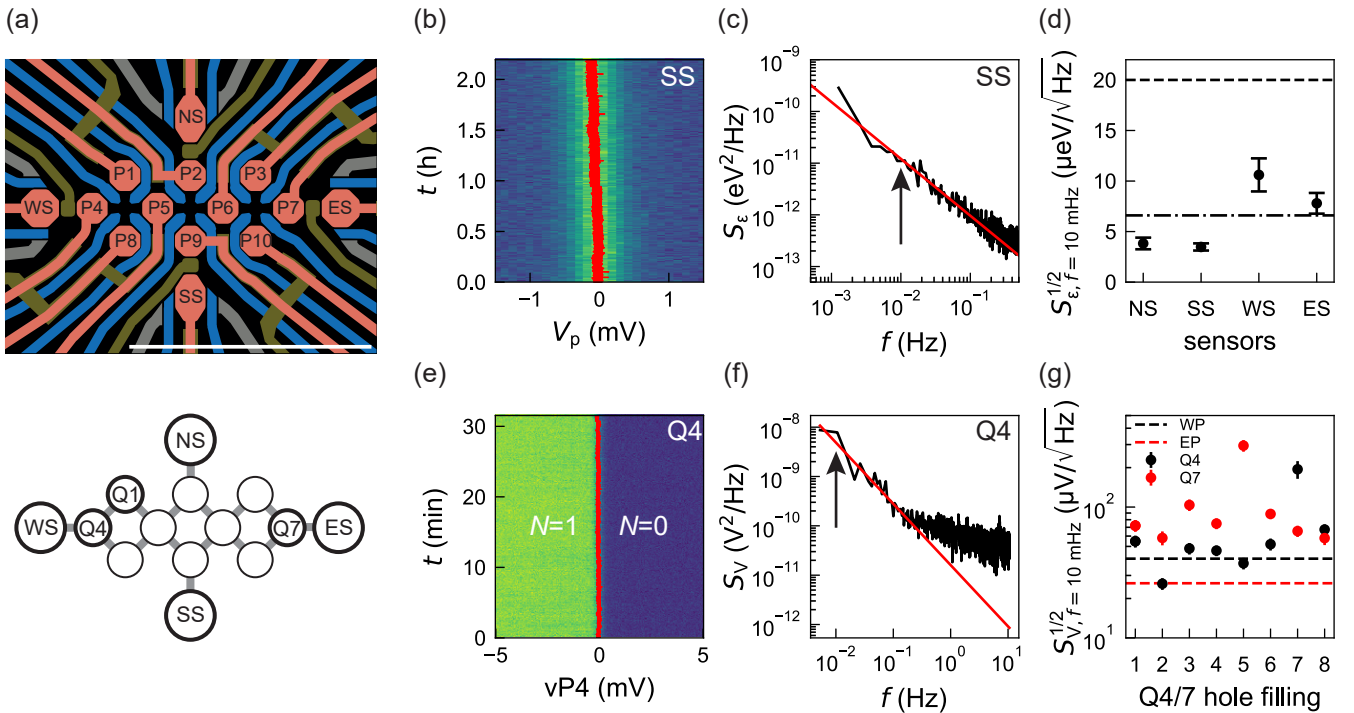 (a)
NS
P1
P2
P3
WS
P4
P5
P6
P7
ES
P8
P9
P10
SS
NS
Q1
WS
Q4
Q7
ES
SS
(b)
SS
t (h)
2.0
1.5
1.0
0.5
0.0
−1
0
1
Vp (mV)
(c)
SS
Sε (eV²/Hz)
10⁻⁹
10⁻¹⁰
10⁻¹¹
10⁻¹²
10⁻¹³
10⁻³
10⁻²
10⁻¹
f (Hz)
(d)
S^{1/2}_{ε, f = 10 mHz} (µeV/√Hz)
20
15
10
5
0
NS
SS
WS
ES
sensors
(e)
Q4
N=1
N=0
t (min)
30
20
10
0
−5
0
5
vP4 (mV)
(f)
Q4
SV (V²/Hz)
10⁻⁸
10⁻⁹
10⁻¹⁰
10⁻¹¹
10⁻¹²
10⁻²
10⁻¹
10⁰
10¹
f (Hz)
(g)
WP
EP
Q4
Q7
S^{1/2}_{V, f = 10 mHz} (µV/√Hz)
10²
10¹
1
2
3
4
5
6
7
8
Q4/7 hole filling